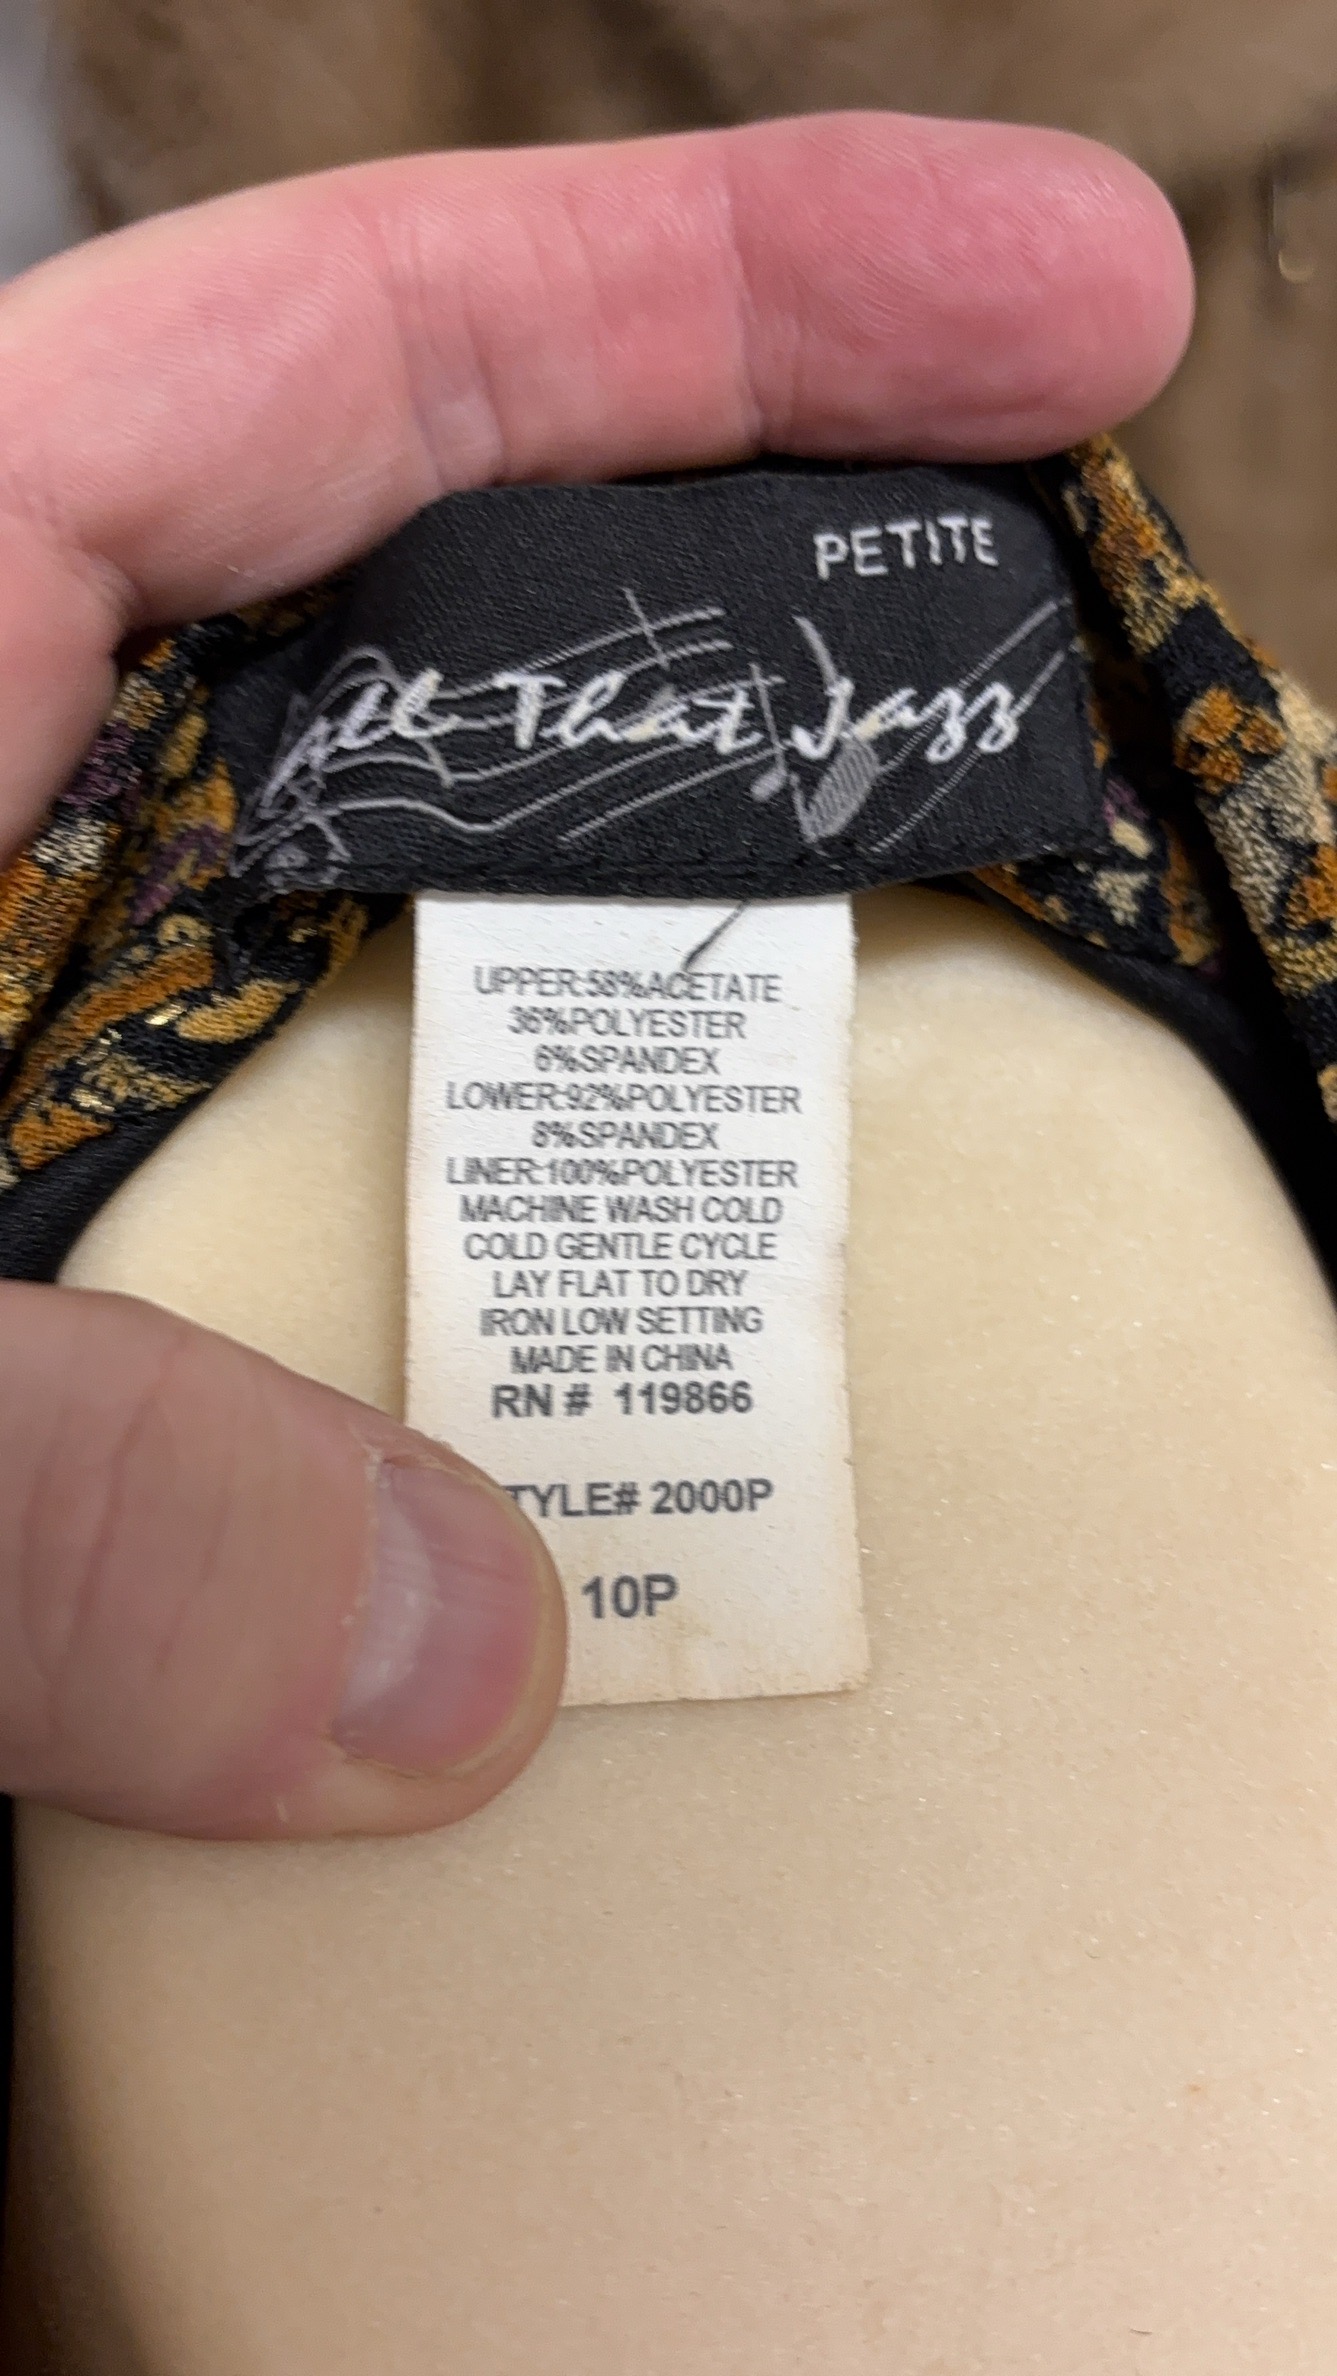 PETITE
All That Jazz
UPPER:58%ACETATE
36%POLYESTER
6%SPANDEX
LOWER:92%POLYESTER
8%SPANDEX
LINER:100%POLYESTER
MACHINE WASH COLD
COLD GENTLE CYCLE
LAY FLAT TO DRY
IRON LOW SETTING
MADE IN CHINA
RN # 119866
TYLE# 2000P
10P